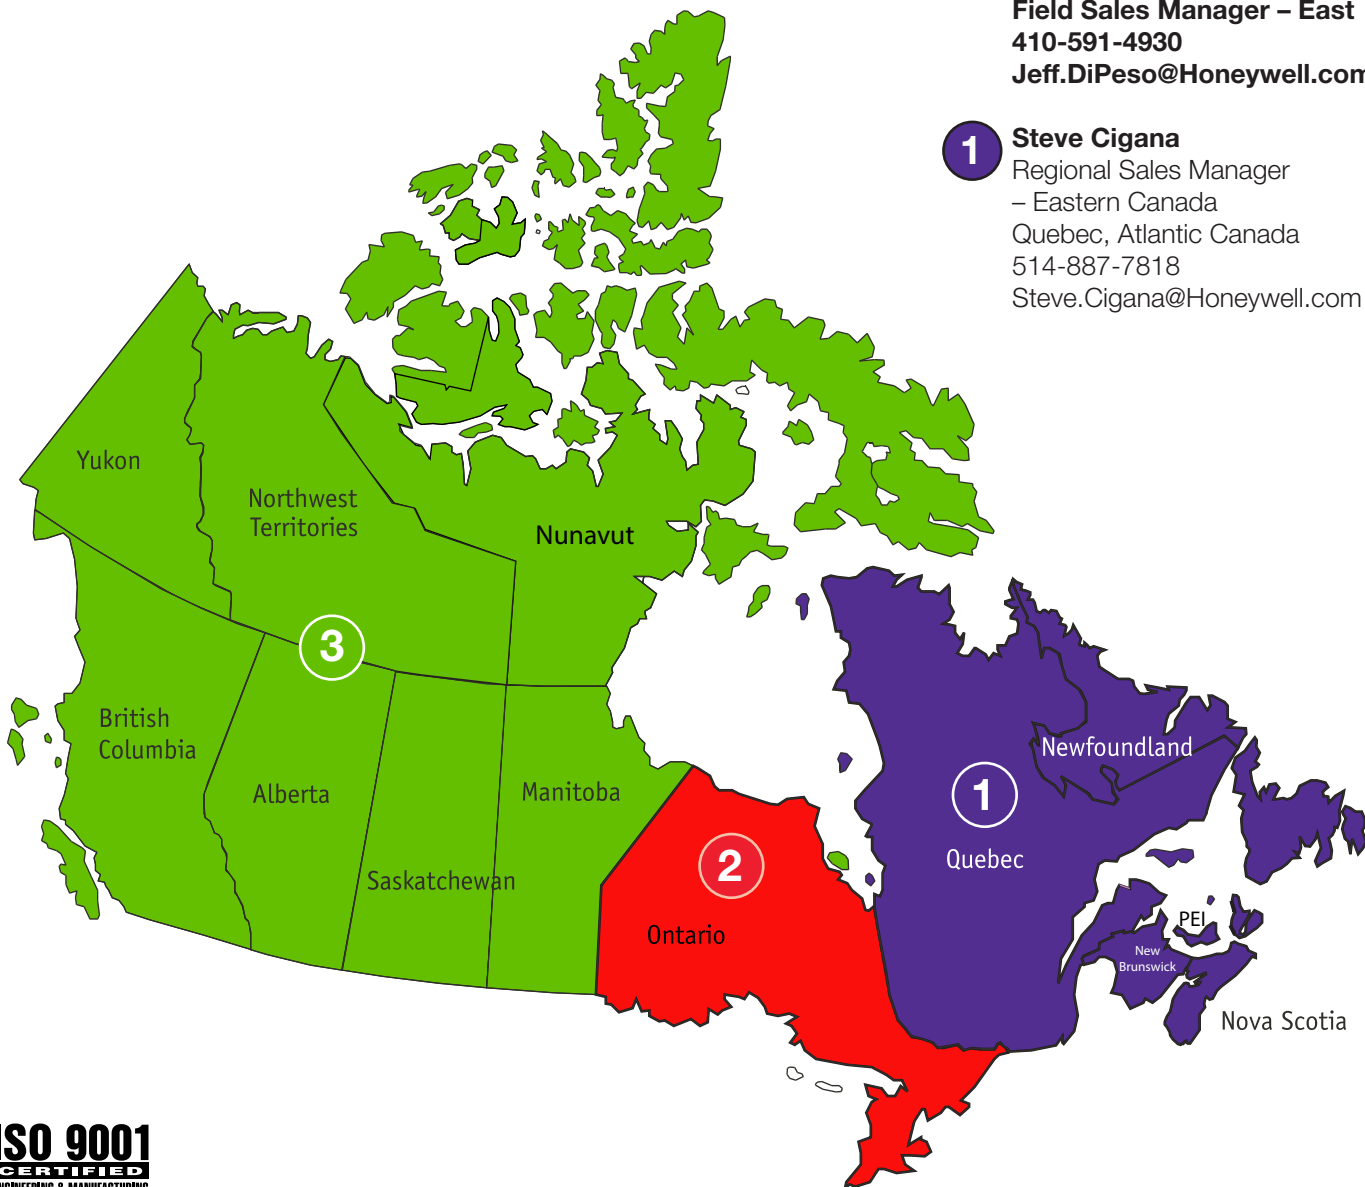 Field Sales Manager – East
410-591-4930
Jeff.DiPeso@Honeywell.com
1
Steve Cigana
Regional Sales Manager
– Eastern Canada
Quebec, Atlantic Canada
514-887-7818
Steve.Cigana@Honeywell.com
Yukon
Northwest
Territories
Nunavut
3
British
Columbia
Alberta
Saskatchewan
Manitoba
2
Ontario
Newfoundland
1
Quebec
PEI
New
Brunswick
Nova Scotia
ISO 9001
CERTIFIED
ENGINEERING & MANUFACTURING